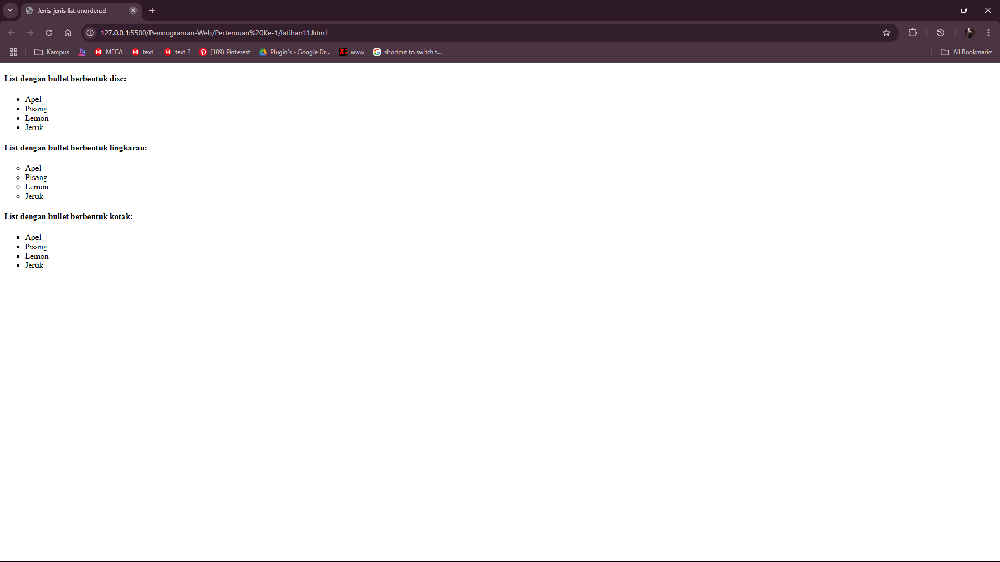 Jenis-jenis list unordered
127.0.0.1:5500/Pemrograman-Web/Pertemuan%20Ke-1/latihan11.html
Kampus MEGA text text 2 (189) Pinterest Plugin's - Google Dr... www shortcut to switch t... All Bookmarks
List dengan bullet berbentuk disc:
Apel
Pisang
Lemon
Jeruk
List dengan bullet berbentuk lingkaran:
Apel
Pisang
Lemon
Jeruk
List dengan bullet berbentuk kotak:
Apel
Pisang
Lemon
Jeruk